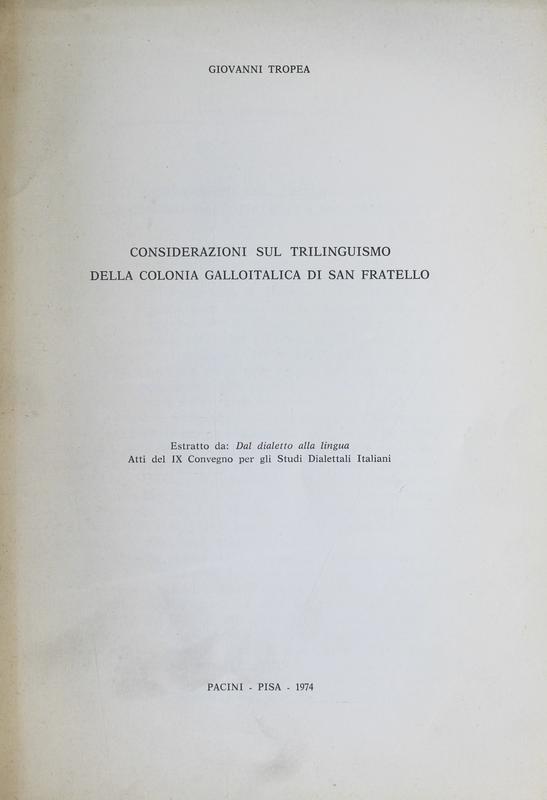 GIOVANNI TROPEA
CONSIDERAZIONI SUL TRILINGUISMO
DELLA COLONIA GALLOITALICA DI SAN FRATELLO
Estratto da: Dal dialetto alla lingua
Atti del IX Convegno per gli Studi Dialettali Italiani
PACINI - PISA - 1974